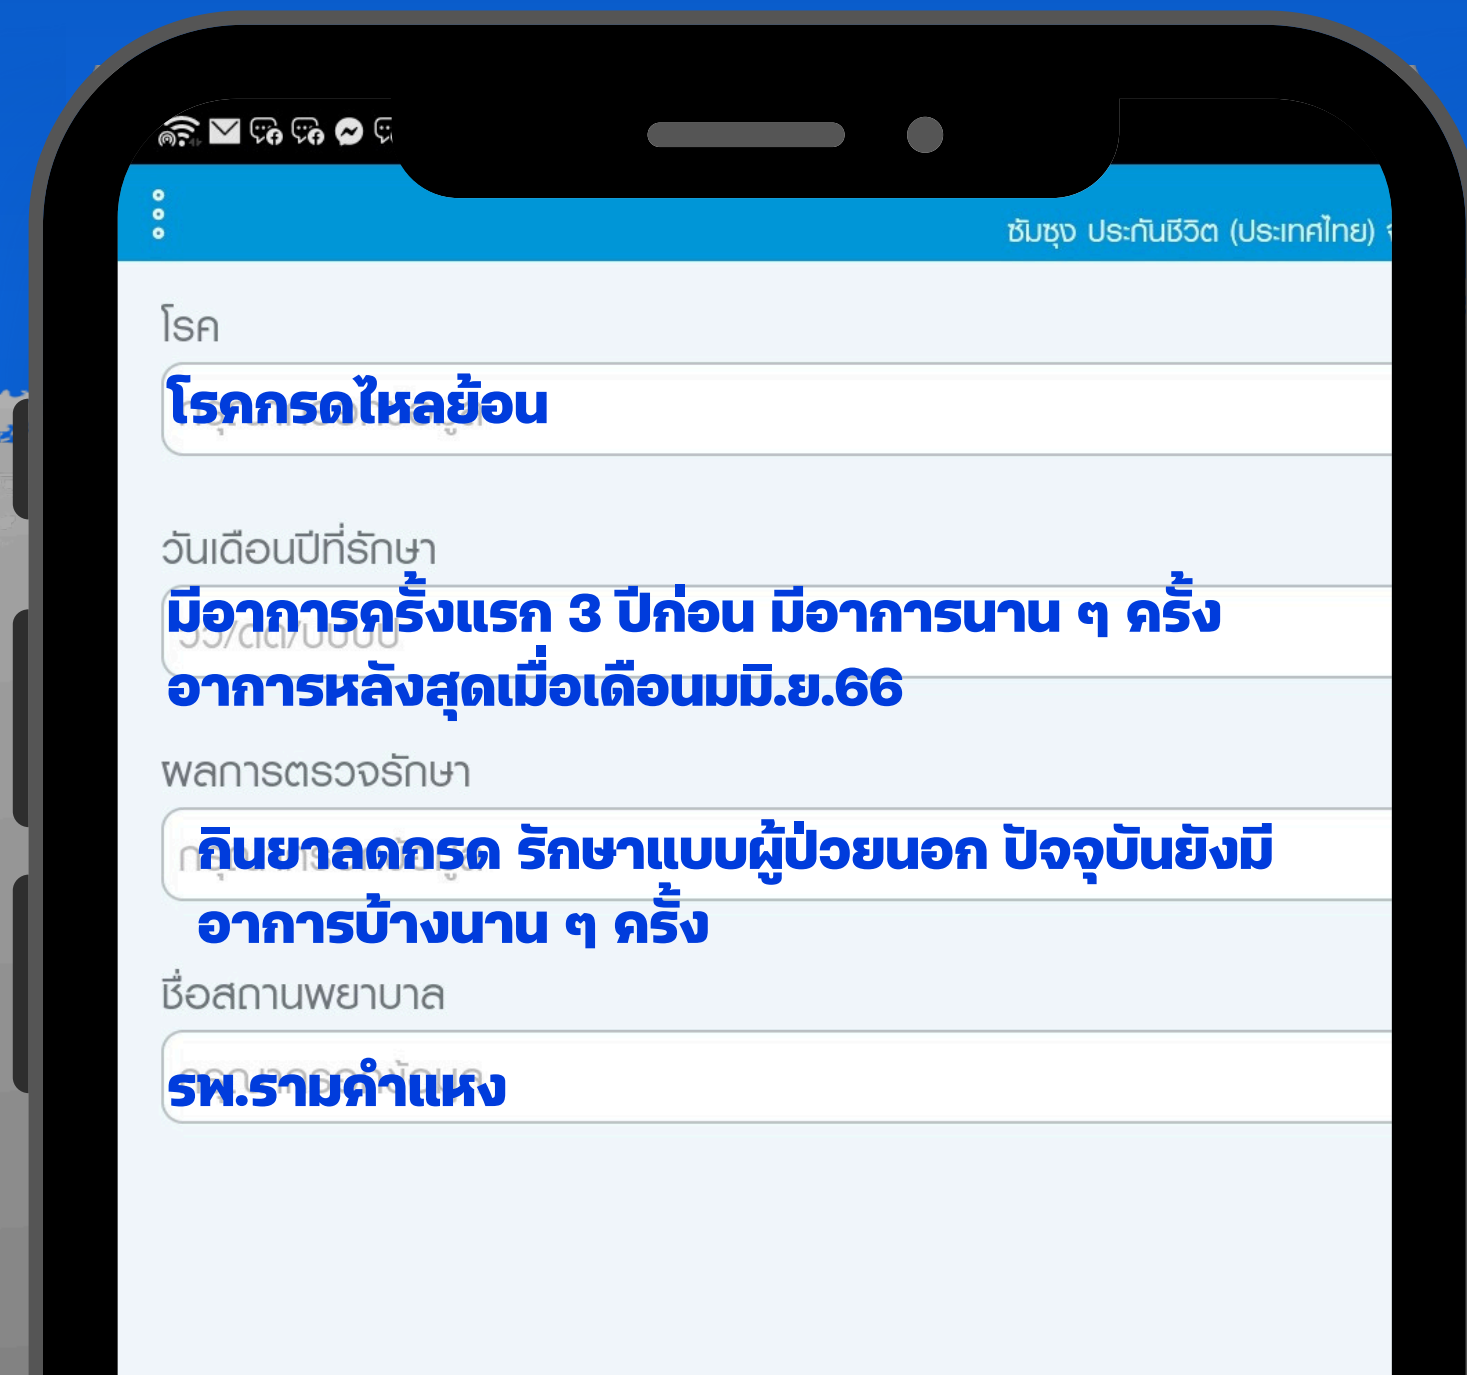 ซัมซุง ประกันชีวิต (ประเทศไทย)
โรค
โรคกรดไหลย้อน
วันเดือนปีที่รักษา
วว/ดด/ปปปป
มีอาการครั้งแรก 3 ปีก่อน มีอาการนาน ๆ ครั้ง
อาการหลังสุดเมื่อเดือนมมิ.ย.66
ผลการตรวจรักษา
กินยาลดกรด รักษาแบบผู้ป่วยนอก ปัจจุบันยังมี
อาการบ้างนาน ๆ ครั้ง
ชื่อสถานพยาบาล
รพ.รามคำแหง